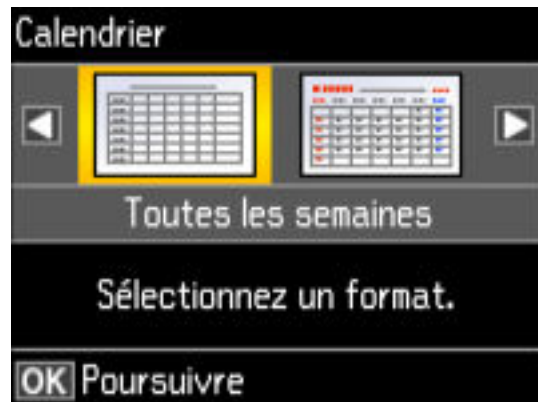 Calendrier
Toutes les semaines
Sélectionnez un format.
OK Poursuivre